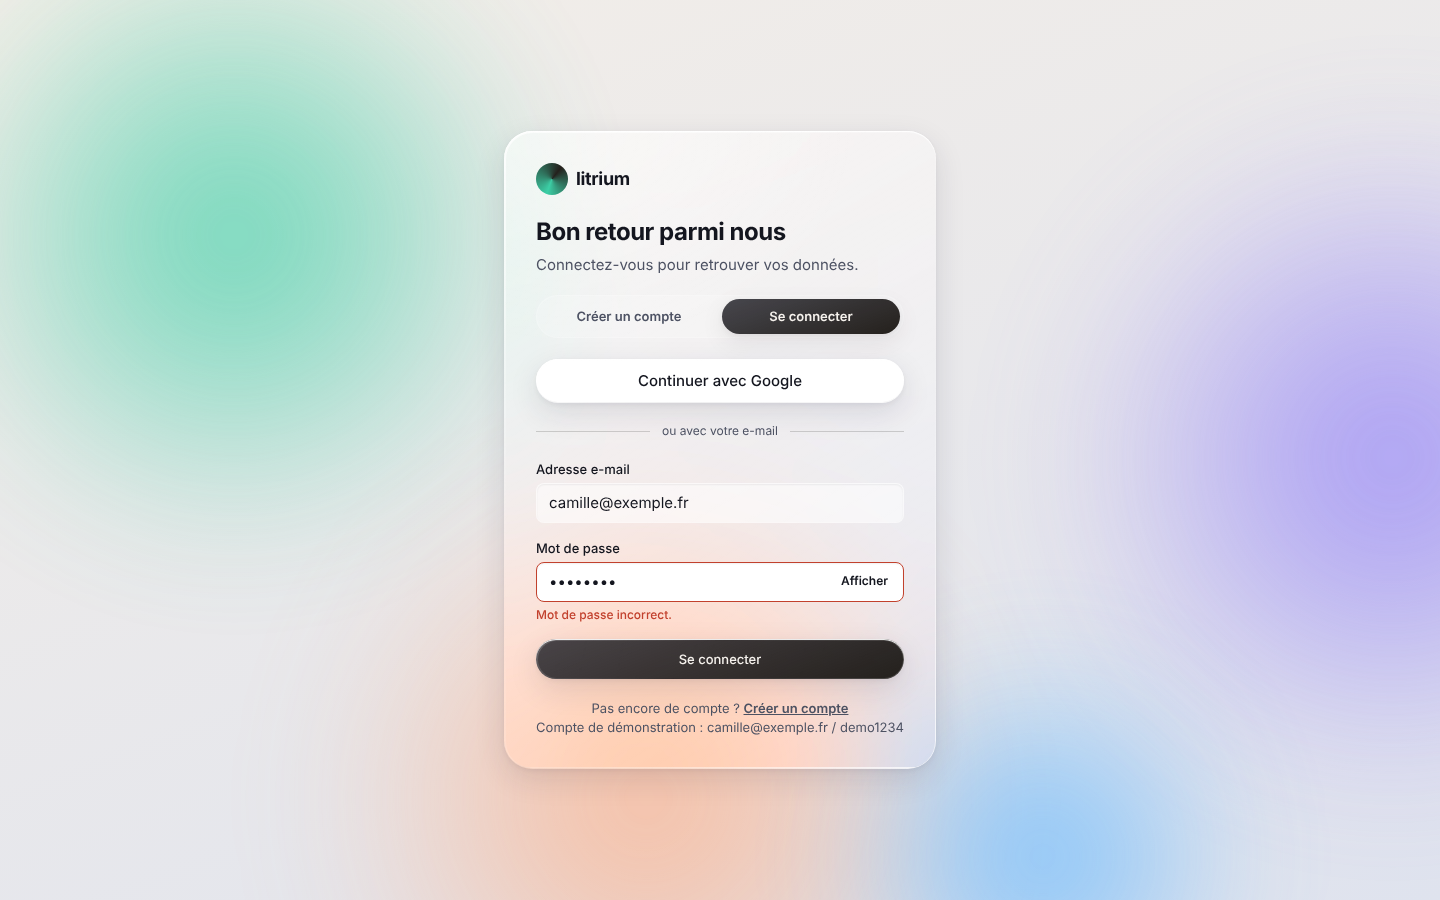 litrium
Bon retour parmi nous
Connectez-vous pour retrouver vos données.
Créer un compte
Se connecter
Continuer avec Google
ou avec votre e-mail
Adresse e-mail
camille@exemple.fr
Mot de passe
••••••••
Afficher
Mot de passe incorrect.
Se connecter
Pas encore de compte ? Créer un compte
Compte de démonstration : camille@exemple.fr / demo1234